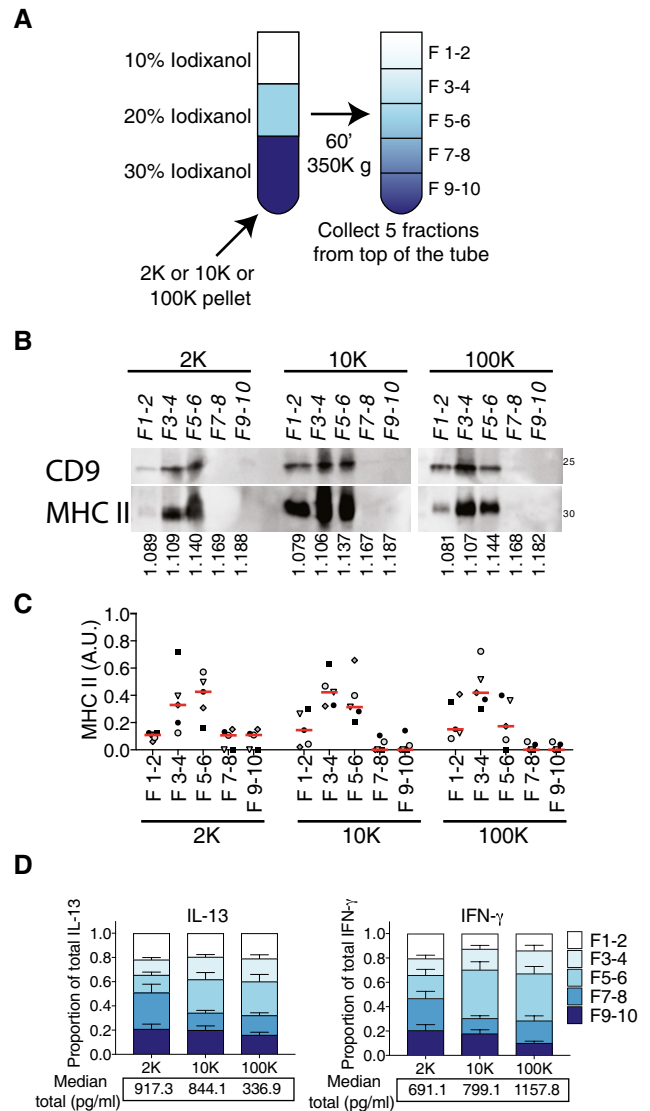 A
10% Iodixanol
20% Iodixanol
30% Iodixanol
60'
350K g
F 1-2
F 3-4
F 5-6
F 7-8
F 9-10
2K or 10K or
100K pellet
Collect 5 fractions
from top of the tube
B
2K 10K 100K
F1-2 F3-4 F5-6 F7-8 F9-10 F1-2 F3-4 F5-6 F7-8 F9-10 F1-2 F3-4 F5-6 F7-8 F9-10
CD9 25
MHC II 30
1.089 1.109 1.140 1.169 1.188 1.079 1.106 1.137 1.167 1.187 1.081 1.107 1.144 1.168 1.182
C
MHC II (A.U.)
1.0
0.8
0.6
0.4
0.2
0.0
F 1-2 F 3-4 F 5-6 F 7-8 F 9-10 F 1-2 F 3-4 F 5-6 F 7-8 F 9-10 F 1-2 F 3-4 F 5-6 F 7-8 F 9-10
2K 10K 100K
D
IL-13
Proportion of total IL-13
1.0
0.8
0.6
0.4
0.2
0.0
2K 10K 100K
Median
total (pg/ml)
917.3 844.1 336.9
IFN-γ
Proportion of total IFN-γ
1.0
0.8
0.6
0.4
0.2
0.0
2K 10K 100K
Median
total (pg/ml)
691.1 799.1 1157.8
F1-2
F3-4
F5-6
F7-8
F9-10